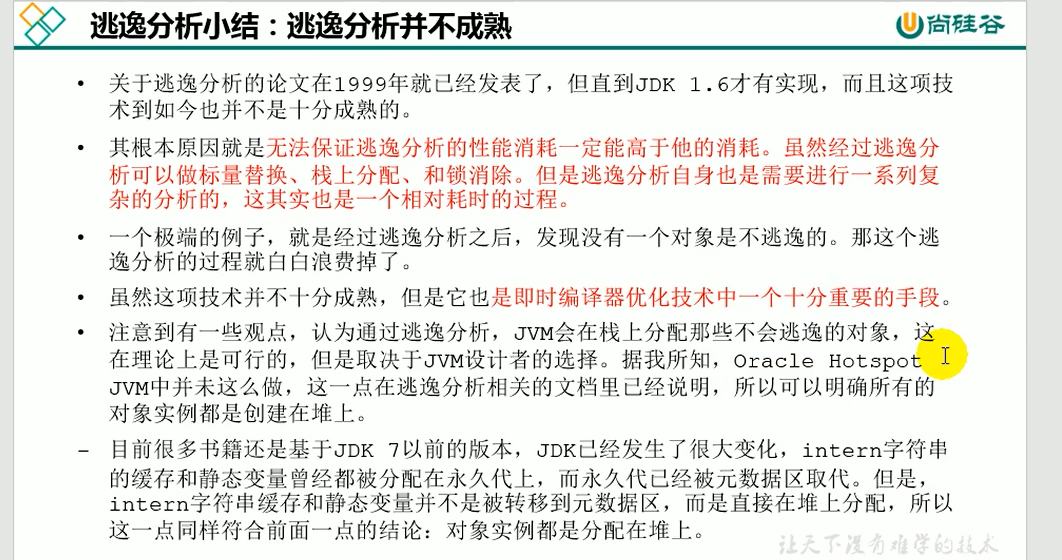 逃逸分析小结：逃逸分析并不成熟
尚硅谷
• 关于逃逸分析的论文在1999年就已经发表了，但直到JDK 1.6才有实现，而且这项技
术到如今也并不是十分成熟的。
• 其根本原因就是无法保证逃逸分析的性能消耗一定能高于他的消耗。虽然经过逃逸分
析可以做标量替换、栈上分配、和锁消除。但是逃逸分析自身也是需要进行一系列复
杂的分析的，这其实也是一个相对耗时的过程。
• 一个极端的例子，就是经过逃逸分析之后，发现没有一个对象是不逃逸的。那这个逃
逸分析的过程就白白浪费掉了。
• 虽然这项技术并不十分成熟，但是它也是即时编译器优化技术中一个十分重要的手段。
• 注意到有一些观点，认为通过逃逸分析，JVM会在栈上分配那些不会逃逸的对象，这
在理论上是可行的，但是取决于JVM设计者的选择。据我所知，Oracle Hotspot
JVM中并未这么做，这一点在逃逸分析相关的文档里已经说明，所以可以明确所有的
对象实例都是创建在堆上。
– 目前很多书籍还是基于JDK 7以前的版本，JDK已经发生了很大变化，intern字符串
的缓存和静态变量曾经都被分配在永久代上，而永久代已经被元数据区取代。但是，
intern字符串缓存和静态变量并不是被转移到元数据区，而是直接在堆上分配，所以
这一点同样符合前面一点的结论：对象实例都是分配在堆上。
让天下没有难学的技术